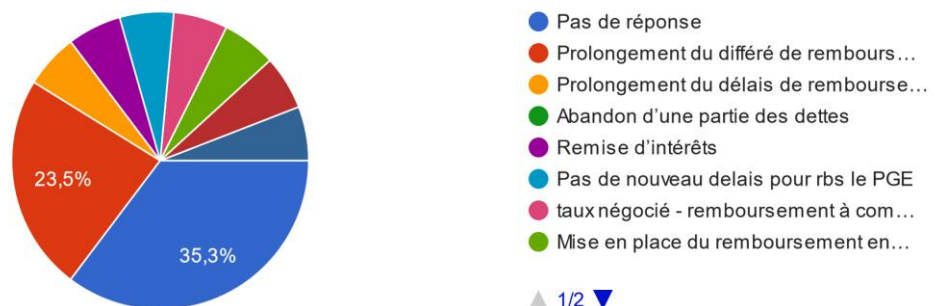 Pas de réponse
Prolongement du différé de rembours…
Prolongement du délais de rembourse…
Abandon d'une partie des dettes
Remise d'intérêts
Pas de nouveau delais pour rbs le PGE
taux négocié - remboursement à com…
Mise en place du remboursement en…
1/2
23,5%
35,3%